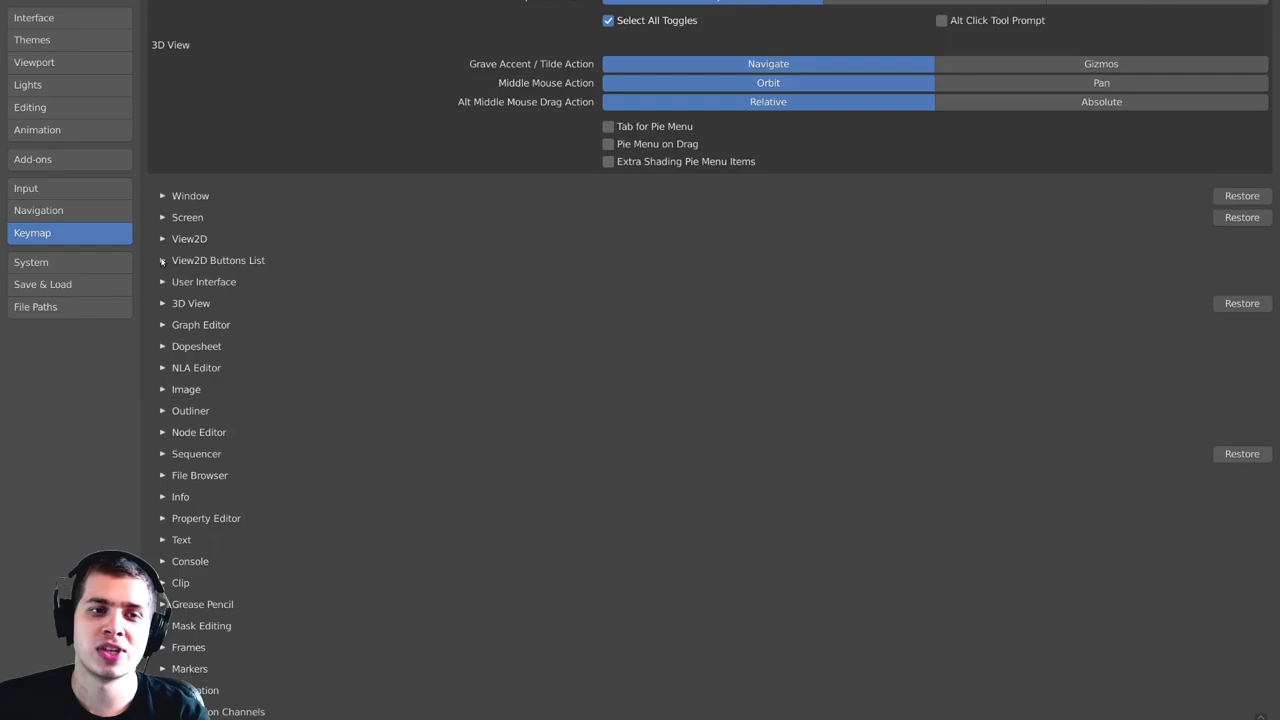 Interface
Themes
Viewport
Lights
Editing
Animation
Add-ons
Input
Navigation
Keymap
System
Save & Load
File Paths
Select All Toggles Alt Click Tool Prompt
3D View
Grave Accent / Tilde Action Navigate Gizmos
Middle Mouse Action Orbit Pan
Alt Middle Mouse Drag Action Relative Absolute
Tab for Pie Menu
Pie Menu on Drag
Extra Shading Pie Menu Items
Window Restore
Screen Restore
View2D
View2D Buttons List
User Interface
3D View Restore
Graph Editor
Dopesheet
NLA Editor
Image
Outliner
Node Editor
Sequencer Restore
File Browser
Info
Property Editor
Text
Console
Clip
Grease Pencil
Mask Editing
Frames
Markers
Channels